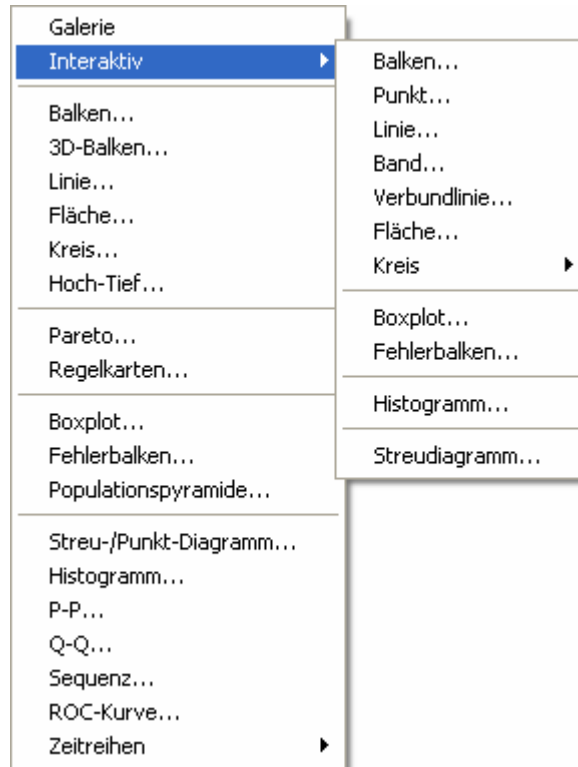 Galerie
Interaktiv
Balken...
3D-Balken...
Linie...
Fläche...
Kreis...
Hoch-Tief...
Pareto...
Regelkarten...
Boxplot...
Fehlerbalken...
Populationspyramide...
Streu-/Punkt-Diagramm...
Histogramm...
P-P...
Q-Q...
Sequenz...
ROC-Kurve...
Zeitreihen
Balken...
Punkt...
Linie...
Band...
Verbundlinie...
Fläche...
Kreis
Boxplot...
Fehlerbalken...
Histogramm...
Streudiagramm...